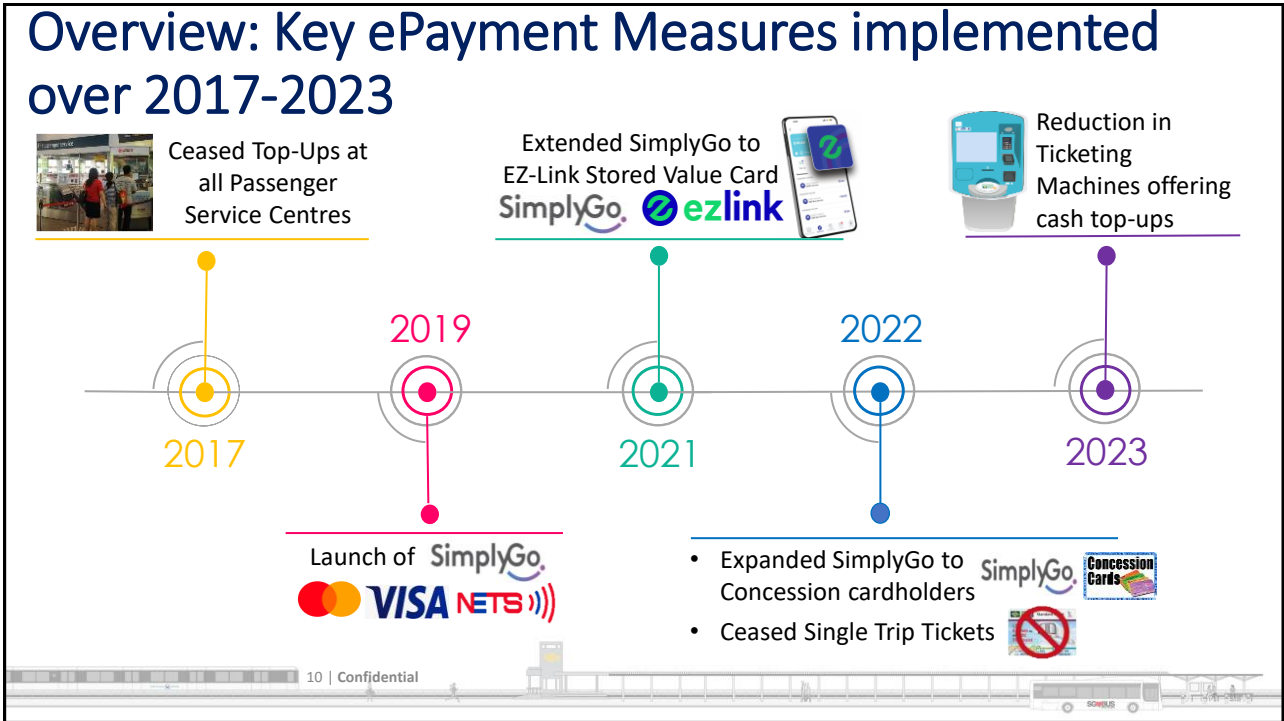 Overview: Key ePayment Measures implemented
over 2017-2023
Ceased Top-Ups at
all Passenger
Service Centres
2017
2019
Launch of SimplyGo.
VISA NETS
Extended SimplyGo to
EZ-Link Stored Value Card
SimplyGo. ezlink
2021
2022
• Expanded SimplyGo to
Concession cardholders
SimplyGo.
Concession
Cards
• Ceased Single Trip Tickets
Reduction in
Ticketing
Machines offering
cash top-ups
2023
10 | Confidential
SG BUS